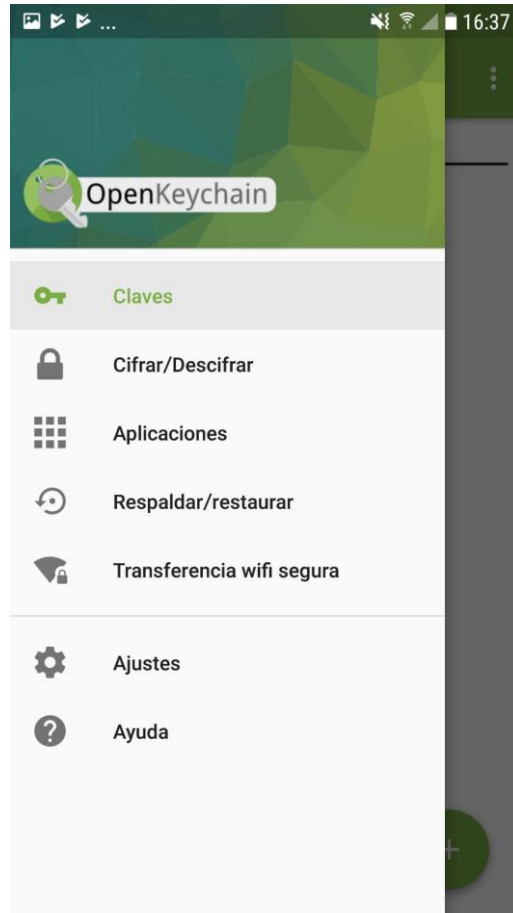 ... 16:37
OpenKeychain
Claves
Cifrar/Descifrar
Aplicaciones
Respaldar/restaurar
Transferencia wifi segura
Ajustes
Ayuda